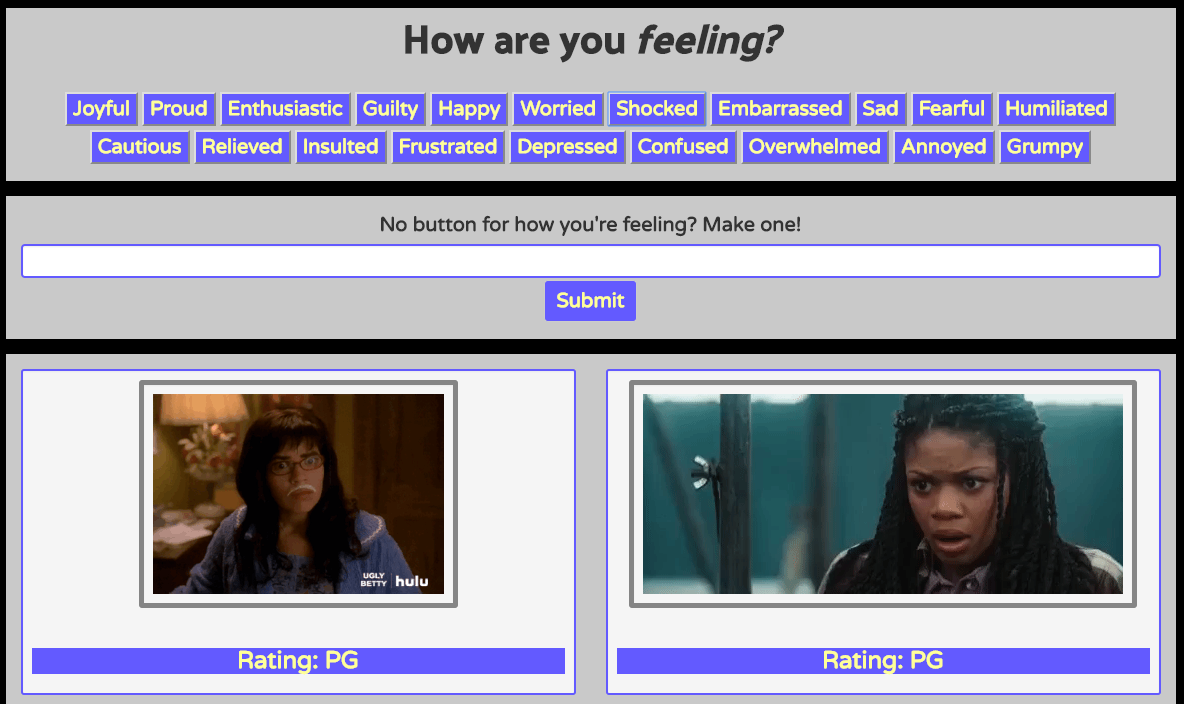 How are you feeling?
Joyful Proud Enthusiastic Guilty Happy Worried Shocked Embarrassed Sad Fearful Humiliated
Cautious Relieved Insulted Frustrated Depressed Confused Overwhelmed Annoyed Grumpy
No button for how you're feeling? Make one!
Submit
UGLY
BETTY hulu
Rating: PG
Rating: PG